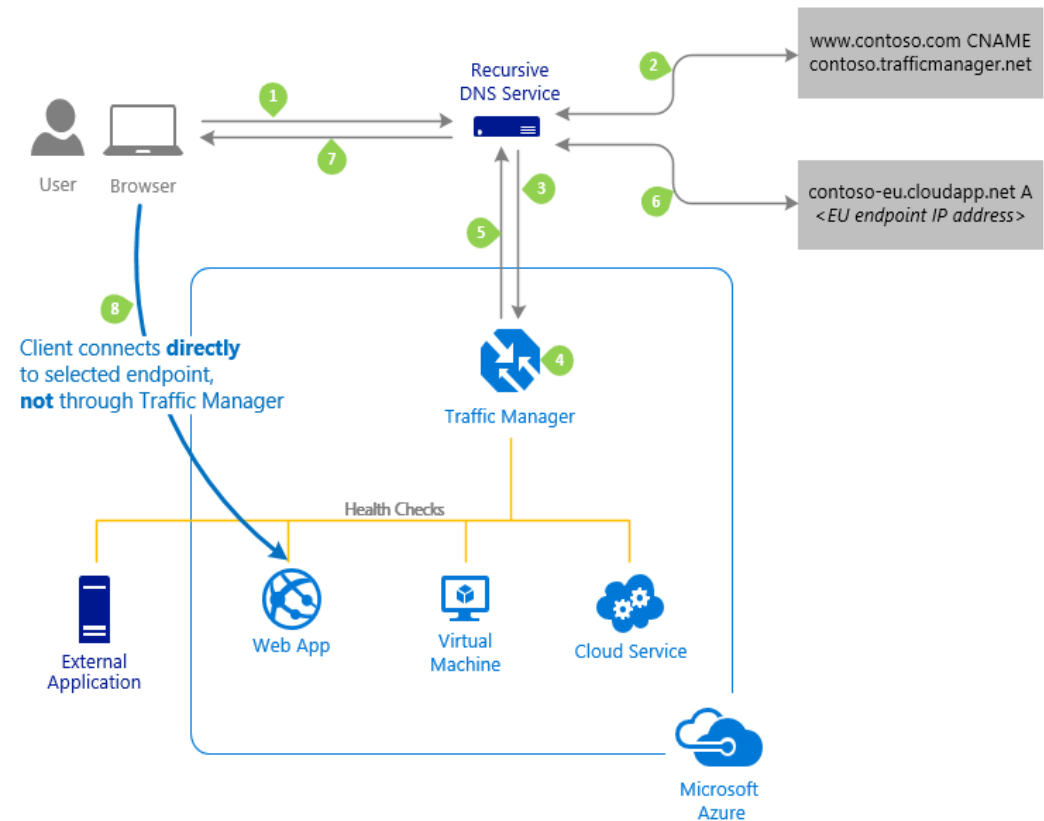 www.contoso.com CNAME
contoso.trafficmanager.net
2
Recursive
DNS Service
1
7
User
Browser
3
contoso-eu.cloudapp.net A
<EU endpoint IP address>
6
5
8
Client connects directly
to selected endpoint,
not through Traffic Manager
4
Traffic Manager
Health Checks
External
Application
Web App
Virtual
Machine
Cloud Service
Microsoft
Azure